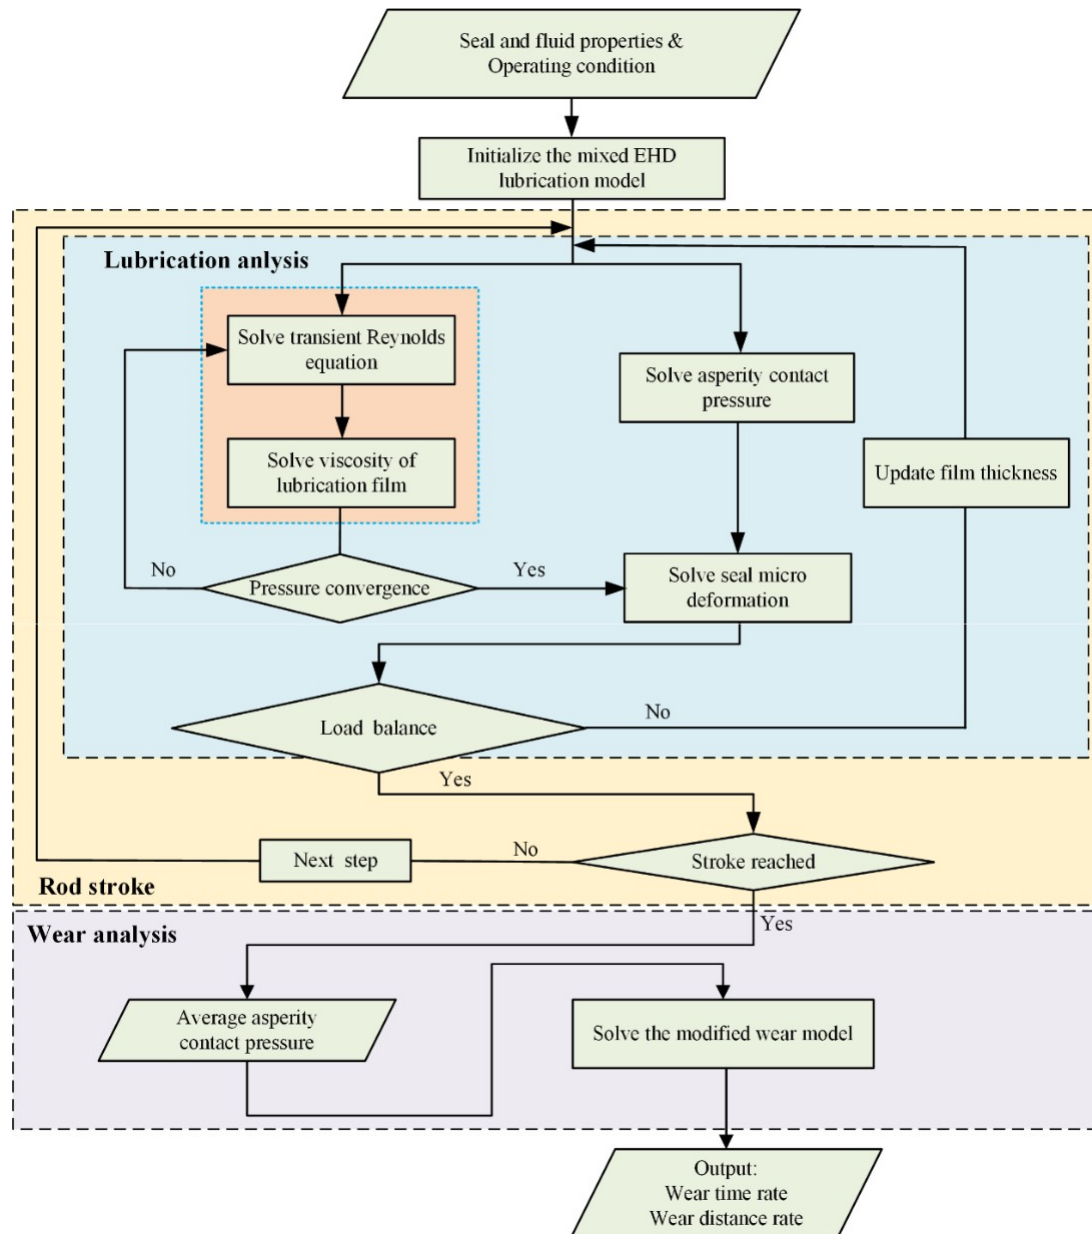 Seal and fluid properties &
Operating condition
Initialize the mixed EHD
lubrication model
Lubrication anlysis
Solve transient Reynolds
equation
Solve asperity contact
pressure
Solve viscosity of
lubrication film
Update film thickness
No
Pressure convergence
Yes
Solve seal micro
deformation
Load balance
No
Yes
Next step
No
Stroke reached
Rod stroke
Yes
Wear analysis
Average asperity
contact pressure
Solve the modified wear model
Output:
Wear time rate
Wear distance rate